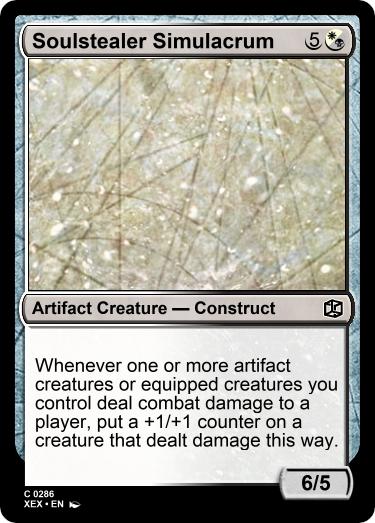 Soulstealer Simulacrum 5
Artifact Creature — Construct
Whenever one or more artifact
creatures or equipped creatures you
control deal combat damage to a
player, put a +1/+1 counter on a
creature that dealt damage this way.
6/5
C 0286
XEX • EN